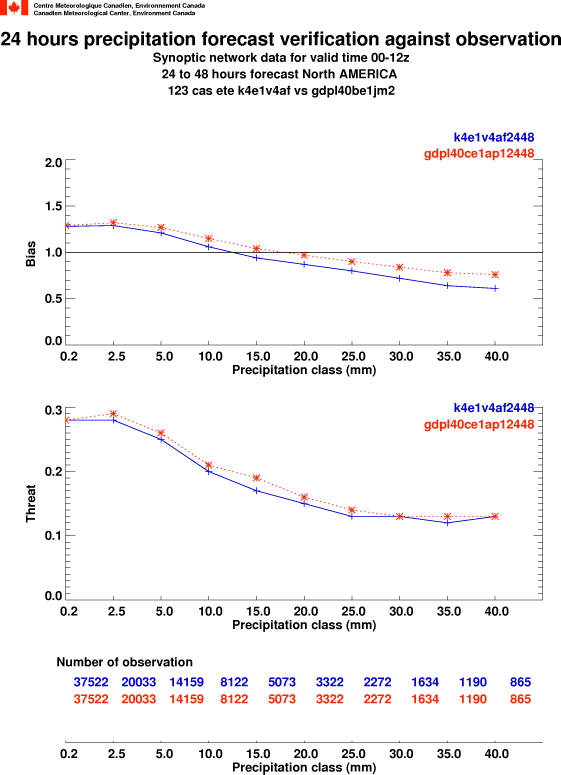 Centre Meteorologique Canadien, Environnement Canada
Canadian Meteorological Center, Environment Canada
24 hours precipitation forecast verification against observation
Synoptic network data for valid time 00-12z
24 to 48 hours forecast North AMERICA
123 cas ete k4e1v4af vs gdpl40be1jm2
k4e1v4af2448
gdpl40ce1ap12448
2.0
1.5
1.0
0.5
0.0
Bias
0.2 2.5 5.0 10.0 15.0 20.0 25.0 30.0 35.0 40.0
Precipitation class (mm)
k4e1v4af2448
gdpl40ce1ap12448
0.3
0.2
0.1
0.0
Threat
0.2 2.5 5.0 10.0 15.0 20.0 25.0 30.0 35.0 40.0
Precipitation class (mm)
Number of observation
37522 20033 14159 8122 5073 3322 2272 1634 1190 865
37522 20033 14159 8122 5073 3322 2272 1634 1190 865
0.2 2.5 5.0 10.0 15.0 20.0 25.0 30.0 35.0 40.0
Precipitation class (mm)